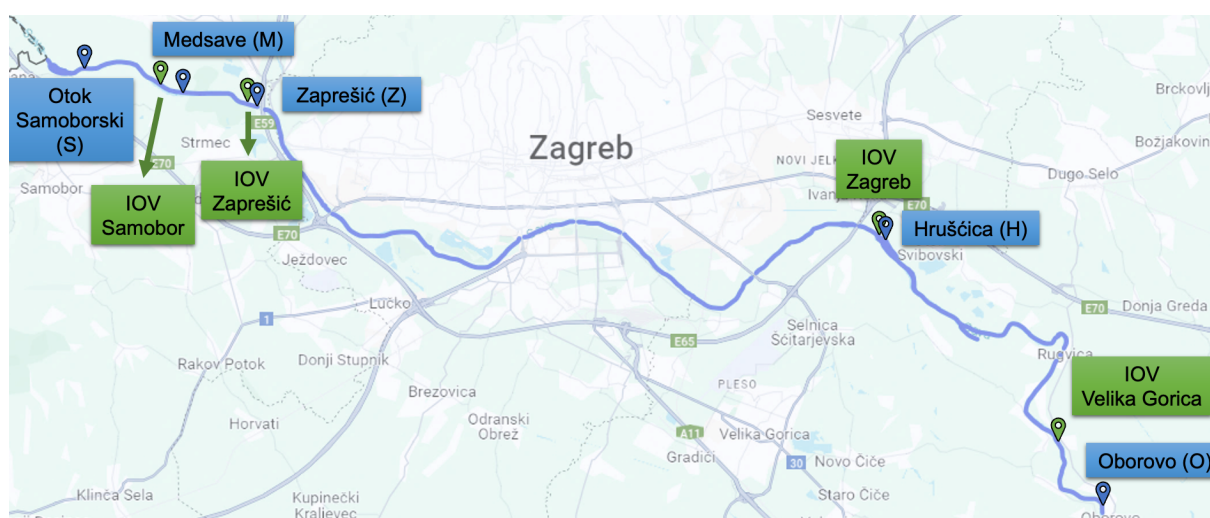 Medsave (M)
Otok
Samoborski
(S)
Zaprešić (Z)
Brckovlj
Sesvete
E59
Strmec
Zagreb
Božjakovin
E70
NOVI JELK
IOV
Zagreb
IOV
Zaprešić
Dugo Selo
Samobor
Ivanj
E70
IOV
Samobor
Hrušćica (H)
E70
Svibovski
Ježdovec
Lučko
E70
Donja Greda
1
Selnica
Šćitarjevska
E65
Rugvica
Donji Stupnik
Rakov Potok
IOV
Velika Gorica
PLESO
Brezovica
Odranski
Obrež
Horvati
A11
Velika Gorica
Gradići
30
Novo Čiče
Oborovo (O)
Klinča Sela
Kupinečki
Kraljevec
Staro Čiče
Oborovo